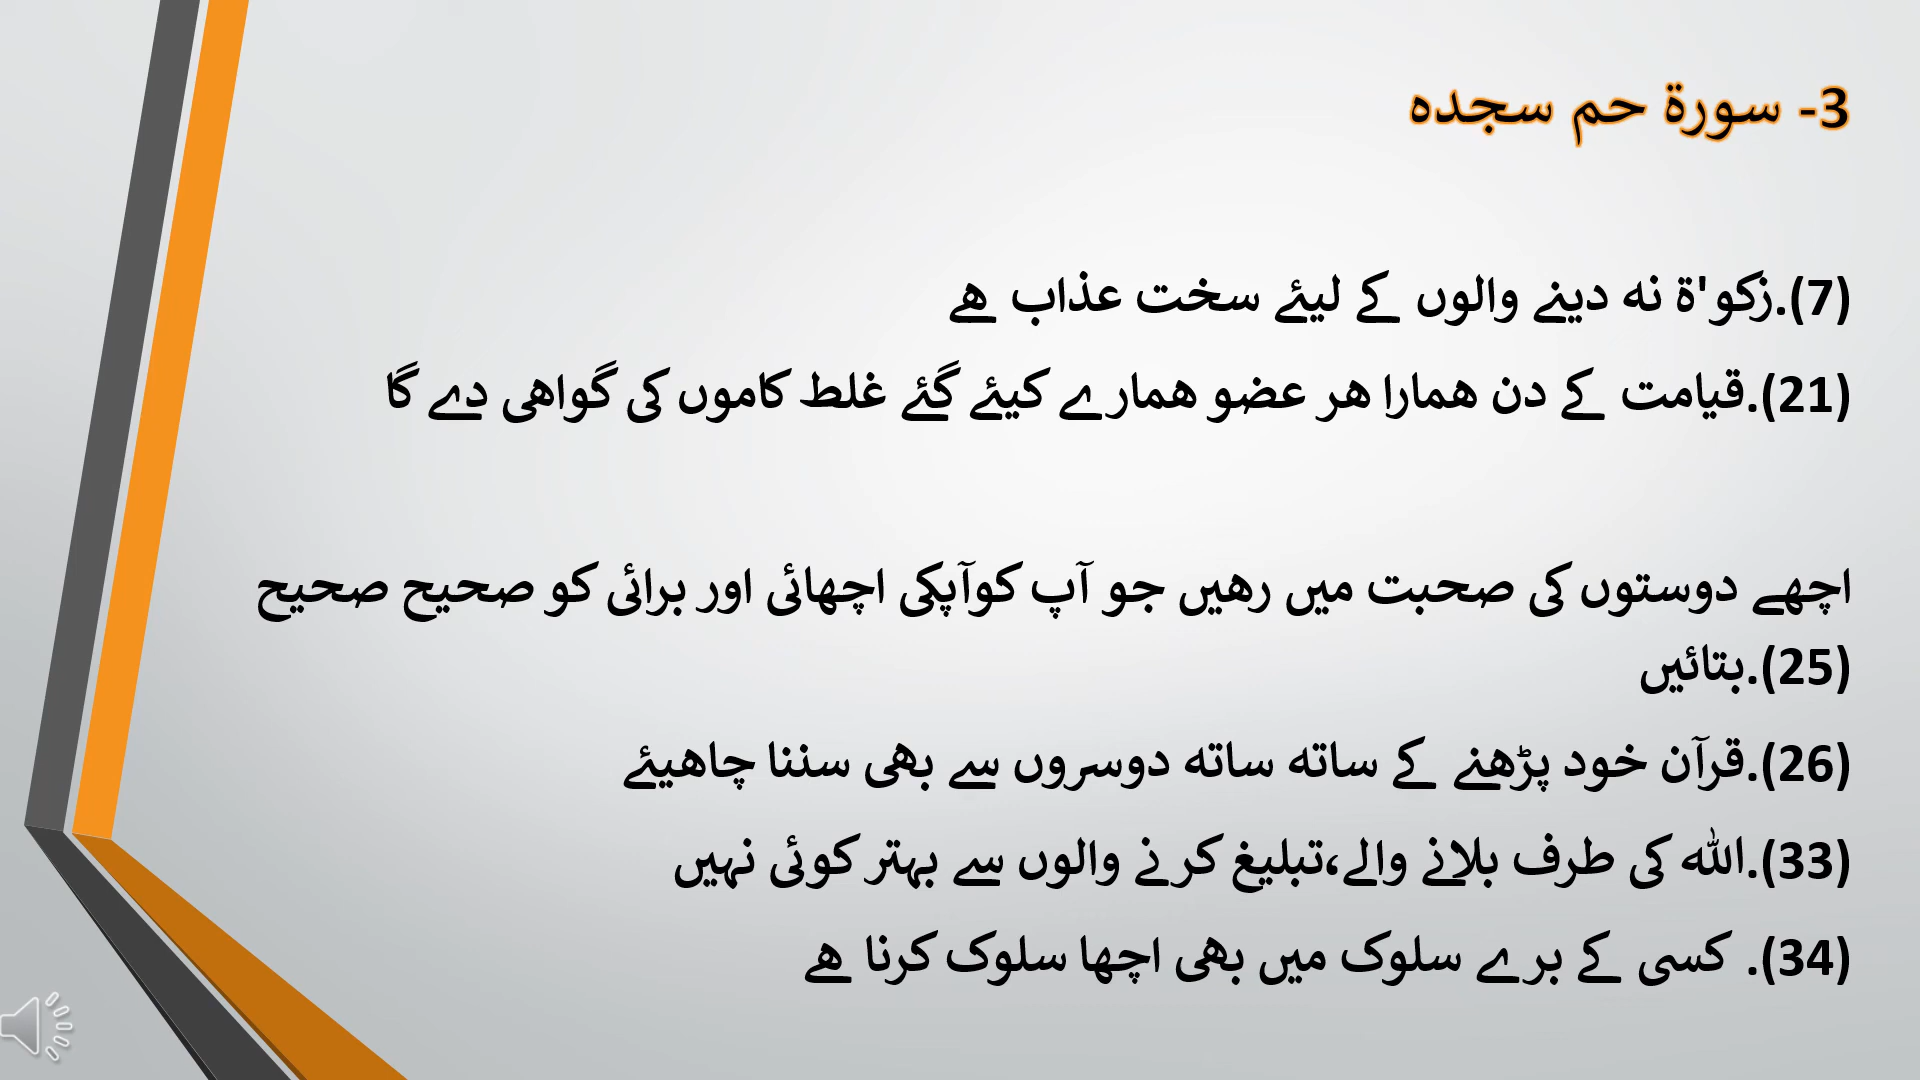 3- سورۃ حم سجدہ
(7).زکو'ۃ نہ دینے والوں کے لیئے سخت عذاب ھے
(21).قیامت کے دن ھمارا ھر عضو ھمارے کیئے گئے غلط کاموں کی گواھی دے گا
اچھے دوستوں کی صحبت میں رھیں جو آپ کوآپکی اچھائی اور برائی کو صحیح صحیح
(25).بتائیں
(26).قرآن خود پڑھنے کے ساتہ ساتہ دوسروں سے بھی سننا چاھیئے
(33).اللہ کی طرف بلانے والے،تبلیغ کرنے والوں سے بہتر کوئی نہیں
(34). کسی کے برے سلوک میں بھی اچھا سلوک کرنا ھے